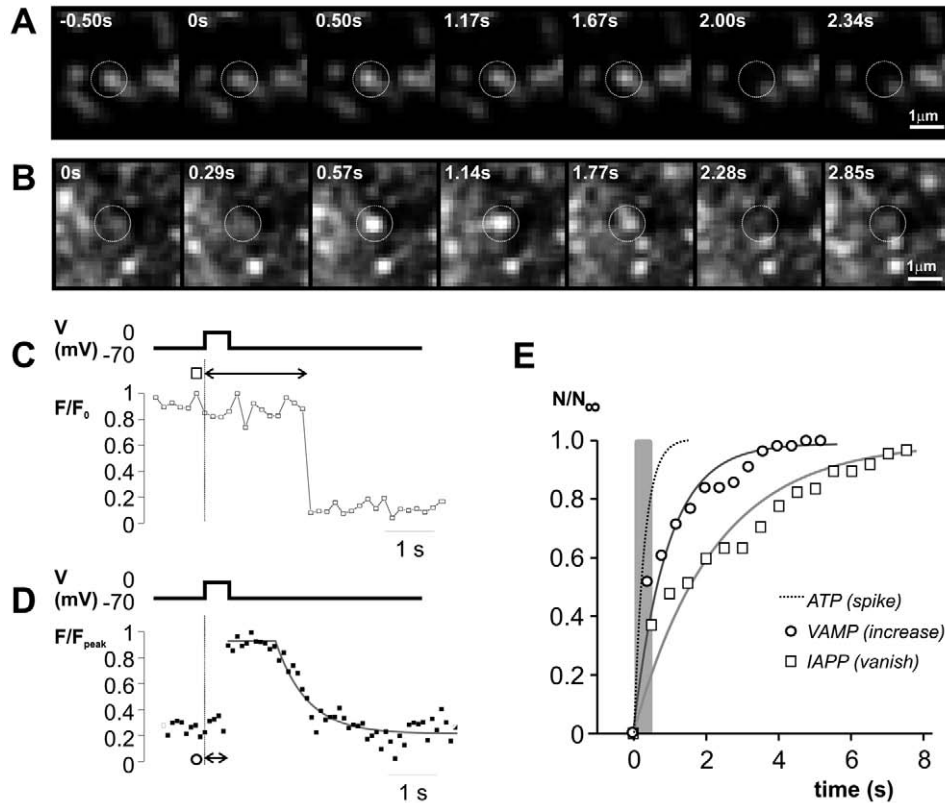 A
-0.50s 0s 0.50s 1.17s 1.67s 2.00s 2.34s
1µm
B
0s 0.29s 0.57s 1.14s 1.77s 2.28s 2.85s
1µm
C
V
(mV)
0
-70
F/F0
1
0.8
0.6
0.4
0.2
0
1 s
D
V
(mV)
0
-70
F/Fpeak
1
0.8
0.6
0.4
0.2
0
1 s
E
N/N∞
1.0
0.8
0.6
0.4
0.2
0
ATP (spike)
VAMP (increase)
IAPP (vanish)
0 2 4 6 8
time (s)